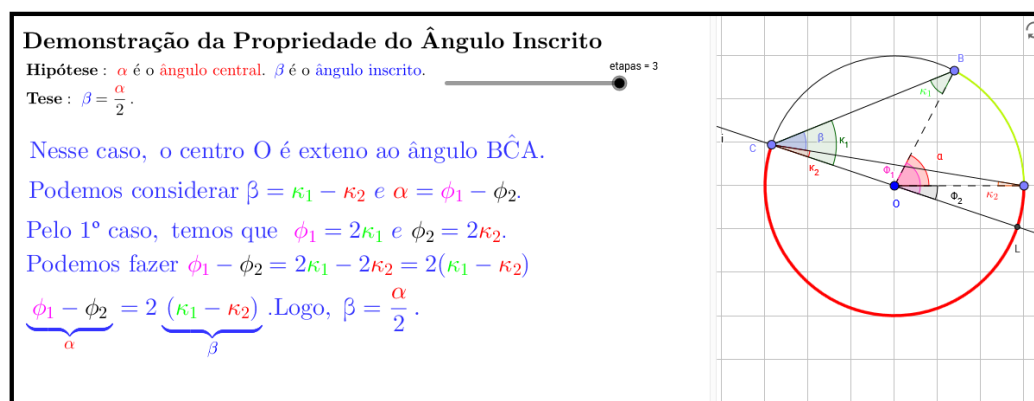 Demonstração da Propriedade do Ângulo Inscrito
Hipótese : α é o ângulo central. β é o ângulo inscrito.
etapas = 3
Tese : β = α/2 .
Nesse caso, o centro O é exteno ao ângulo BĈA.
Podemos considerar β = κ₁ − κ₂ e α = ϕ₁ − ϕ₂.
Pelo 1º caso, temos que ϕ₁ = 2κ₁ e ϕ₂ = 2κ₂.
Podemos fazer ϕ₁ − ϕ₂ = 2κ₁ − 2κ₂ = 2(κ₁ − κ₂)
ϕ₁ − ϕ₂ = 2 (κ₁ − κ₂) .Logo, β = α/2 .
α β
B
κ₁
i
C
β
κ₁
κ₂
α
Φ₁
Φ₂
κ₂
O
L